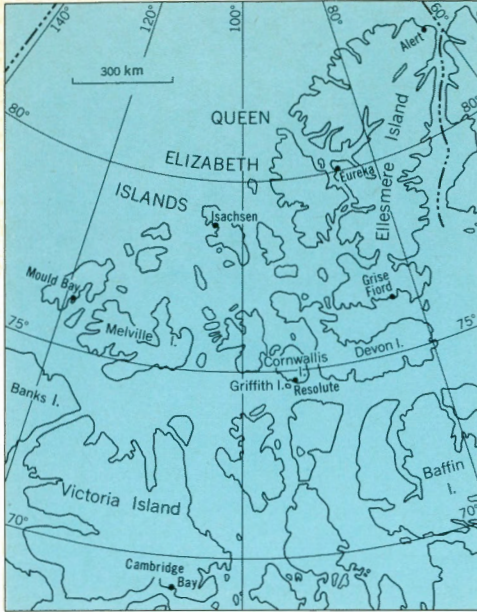 140°
120°
100°
80°
60°
Alert
300 km
80°
80°
QUEEN
ELIZABETH
ISLANDS
Ellesmere Island
Eureka
Isachsen
Mould Bay
Grise
Fiord
75°
75°
Melville I.
Devon I.
Cornwallis
I.
Griffith I.
Resolute
Banks I.
Baffin
I.
Victoria Island
70°
70°
Cambridge
Bay